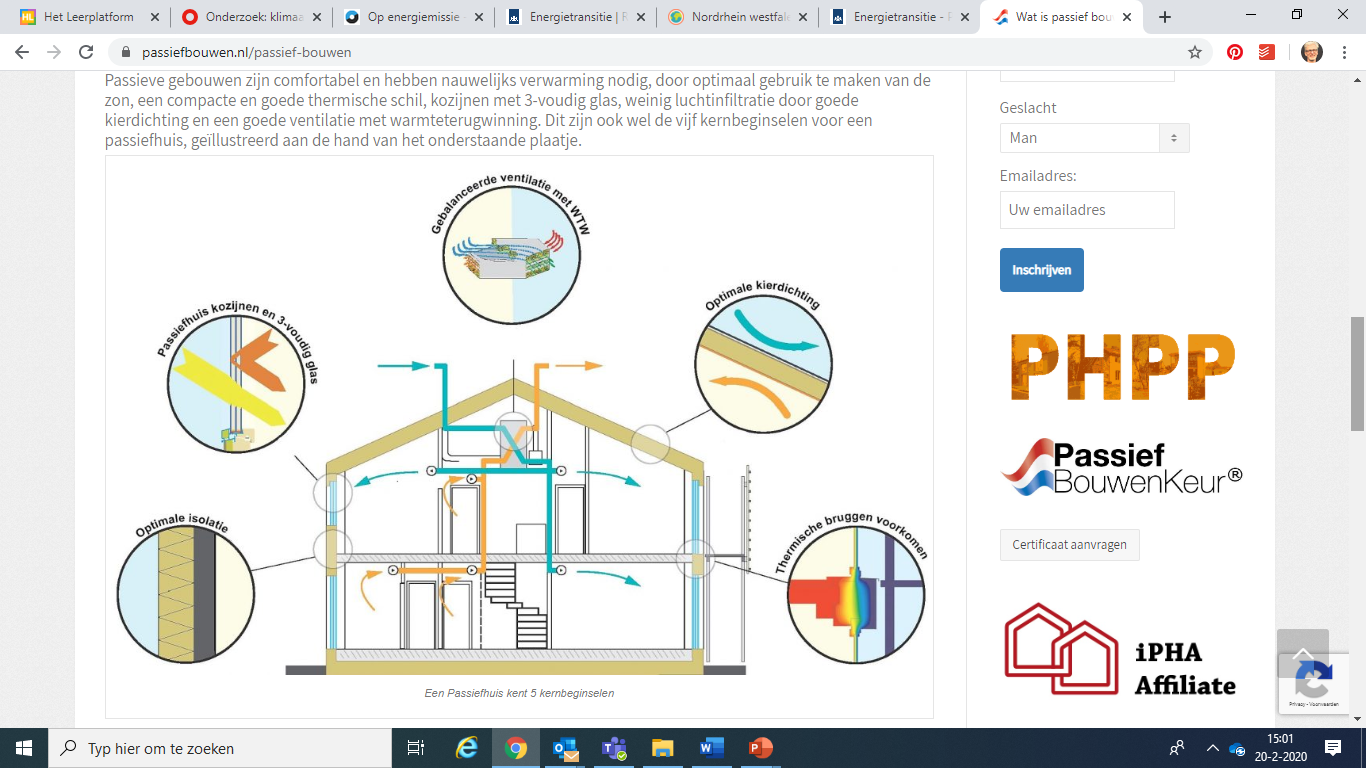 Het Leerplatform
Onderzoek: klima
Op energiemissie
Energietransitie | R
Nordrhein westfale
Energietransitie - R
Wat is passief bou
passiefbouwen.nl/passief-bouwen
Passieve gebouwen zijn comfortabel en hebben nauwelijks verwarming nodig, door optimaal gebruik te maken van de
zon, een compacte en goede thermische schil, kozijnen met 3-voudig glas, weinig luchtinfiltratie door goede
kierdichting en een goede ventilatie met warmteterugwinning. Dit zijn ook wel de vijf kernbeginselen voor een
passiefhuis, geïllustreerd aan de hand van het onderstaande plaatje.
Gebalanceerde ventilatie met WTW
Optimale kierdichting
Passiefhuis kozijnen en 3-voudig glas
Optimale isolatie
Thermische bruggen voorkomen
Een Passiefhuis kent 5 kernbeginselen
Geslacht
Man
Emailadres:
Uw emailadres
Inschrijven
PHPP
Passief
BouwenKeur®
Certificaat aanvragen
iPHA
Affiliate
Privacy - Voorwaarden
Typ hier om te zoeken
15:01
20-2-2020